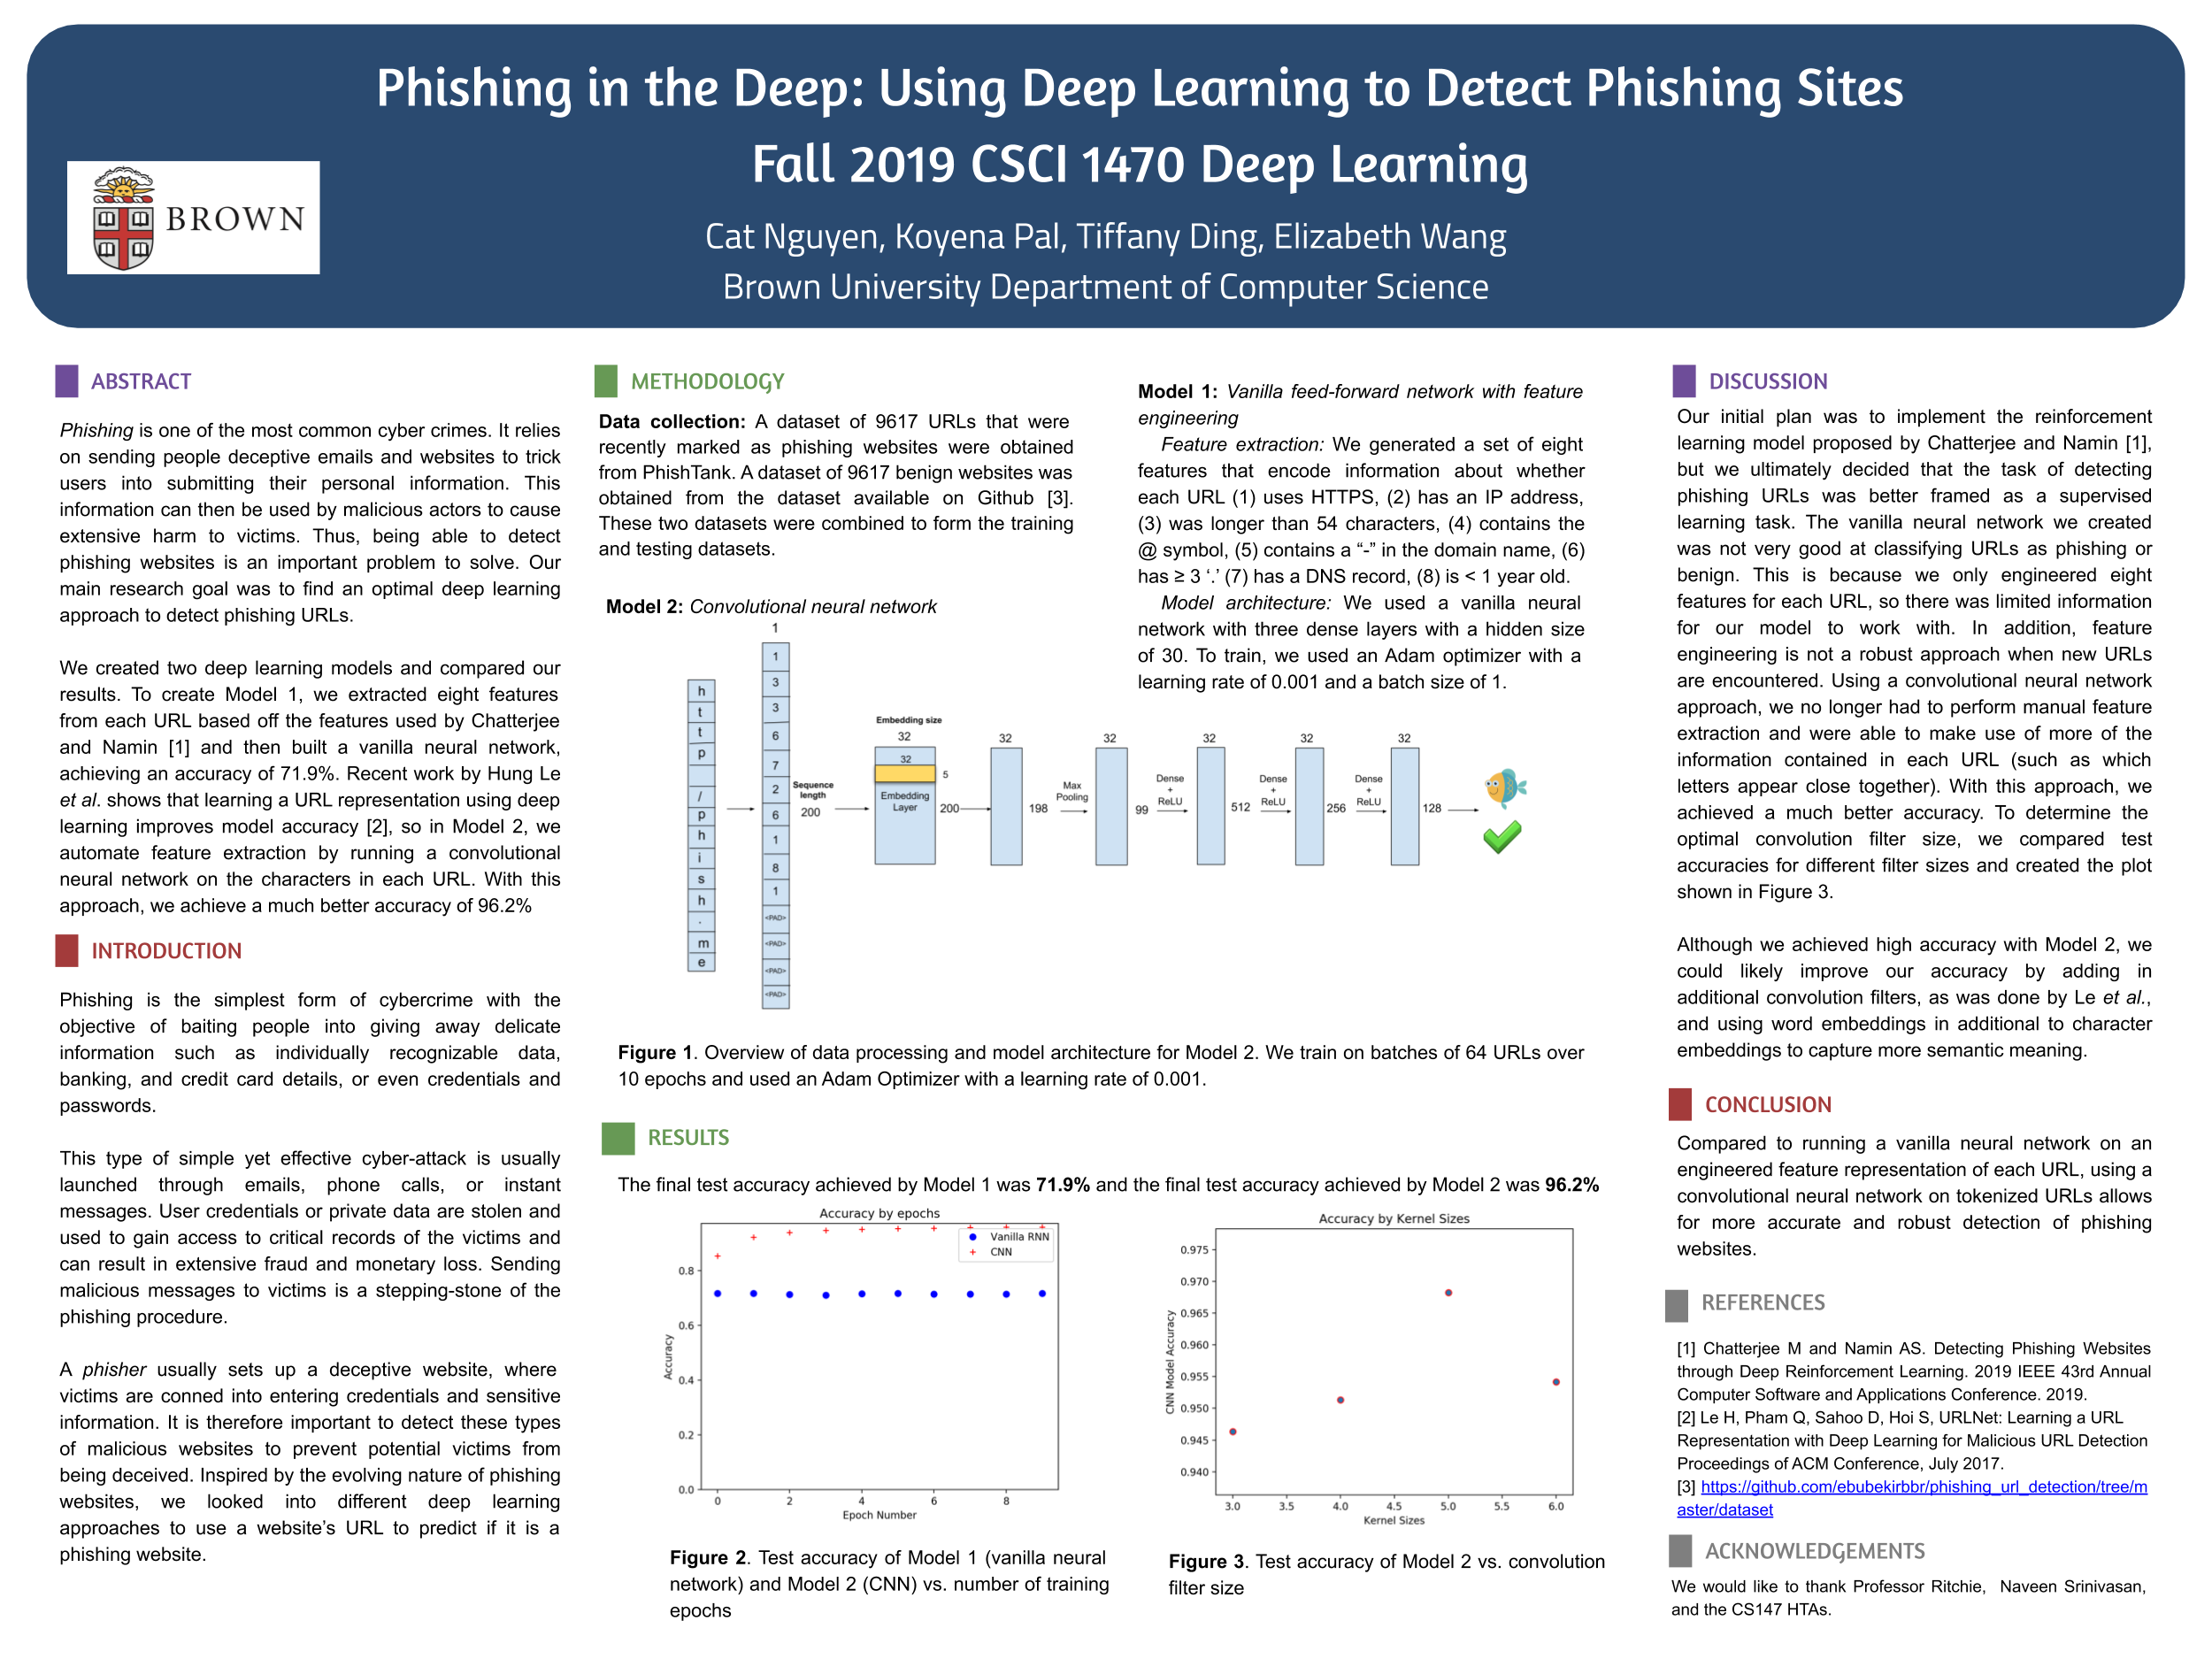 Phishing in the Deep: Using Deep Learning to Detect Phishing Sites
Fall 2019 CSCI 1470 Deep Learning
Cat Nguyen, Koyena Pal, Tiffany Ding, Elizabeth Wang
Brown University Department of Computer Science
BROWN
ABSTRACT
Phishing is one of the most common cyber crimes. It relies
on sending people deceptive emails and websites to trick
users into submitting their personal information. This
information can then be used by malicious actors to cause
extensive harm to victims. Thus, being able to detect
phishing websites is an important problem to solve. Our
main research goal was to find an optimal deep learning
approach to detect phishing URLs.
We created two deep learning models and compared our
results. To create Model 1, we extracted eight features
from each URL based off the features used by Chatterjee
and Namin [1] and then built a vanilla neural network,
achieving an accuracy of 71.9%. Recent work by Hung Le
et al. shows that learning a URL representation using deep
learning improves model accuracy [2], so in Model 2, we
automate feature extraction by running a convolutional
neural network on the characters in each URL. With this
approach, we achieve a much better accuracy of 96.2%
INTRODUCTION
Phishing is the simplest form of cybercrime with the
objective of baiting people into giving away delicate
information such as individually recognizable data,
banking, and credit card details, or even credentials and
passwords.
This type of simple yet effective cyber-attack is usually
launched through emails, phone calls, or instant
messages. User credentials or private data are stolen and
used to gain access to critical records of the victims and
can result in extensive fraud and monetary loss. Sending
malicious messages to victims is a stepping-stone of the
phishing procedure.
A phisher usually sets up a deceptive website, where
victims are conned into entering credentials and sensitive
information. It is therefore important to detect these types
of malicious websites to prevent potential victims from
being deceived. Inspired by the evolving nature of phishing
websites, we looked into different deep learning
approaches to use a website's URL to predict if it is a
phishing website.
METHODOLOGY
Data collection: A dataset of 9617 URLs that were
recently marked as phishing websites were obtained
from PhishTank. A dataset of 9617 benign websites was
obtained from the dataset available on Github [3].
These two datasets were combined to form the training
and testing datasets.
Model 1: Vanilla feed-forward network with feature
engineering
Feature extraction: We generated a set of eight
features that encode information about whether
each URL (1) uses HTTPS, (2) has an IP address,
(3) was longer than 54 characters, (4) contains the
@ symbol, (5) contains a “-” in the domain name, (6)
has ≥ 3 ‘.’ (7) has a DNS record, (8) is < 1 year old.
Model architecture: We used a vanilla neural
network with three dense layers with a hidden size
of 30. To train, we used an Adam optimizer with a
learning rate of 0.001 and a batch size of 1.
Model 2: Convolutional neural network
h
t
t
p
/
p
h
i
s
h
.
m
e
1
1
3
3
6
7
2
6
1
8
1
<PAD>
<PAD>
<PAD>
<PAD>
Sequence
length
200
Embedding size
32
32
5
Embedding
Layer
200
32
198
Max
Pooling
32
99
Dense
+
ReLU
32
512
Dense
+
ReLU
32
256
Dense
+
ReLU
32
128
Figure 1. Overview of data processing and model architecture for Model 2. We train on batches of 64 URLs over
10 epochs and used an Adam Optimizer with a learning rate of 0.001.
RESULTS
The final test accuracy achieved by Model 1 was 71.9% and the final test accuracy achieved by Model 2 was 96.2%
Accuracy by epochs
Vanilla RNN
CNN
Accuracy
0.8
0.6
0.4
0.2
0.0
0 2 4 6 8
Epoch Number
Figure 2. Test accuracy of Model 1 (vanilla neural
network) and Model 2 (CNN) vs. number of training
epochs
Accuracy by Kernel Sizes
CNN Model Accuracy
0.975
0.970
0.965
0.960
0.955
0.950
0.945
0.940
3.0 3.5 4.0 4.5 5.0 5.5 6.0
Kernel Sizes
Figure 3. Test accuracy of Model 2 vs. convolution
filter size
DISCUSSION
Our initial plan was to implement the reinforcement
learning model proposed by Chatterjee and Namin [1],
but we ultimately decided that the task of detecting
phishing URLs was better framed as a supervised
learning task. The vanilla neural network we created
was not very good at classifying URLs as phishing or
benign. This is because we only engineered eight
features for each URL, so there was limited information
for our model to work with. In addition, feature
engineering is not a robust approach when new URLs
are encountered. Using a convolutional neural network
approach, we no longer had to perform manual feature
extraction and were able to make use of more of the
information contained in each URL (such as which
letters appear close together). With this approach, we
achieved a much better accuracy. To determine the
optimal convolution filter size, we compared test
accuracies for different filter sizes and created the plot
shown in Figure 3.
Although we achieved high accuracy with Model 2, we
could likely improve our accuracy by adding in
additional convolution filters, as was done by Le et al.,
and using word embeddings in additional to character
embeddings to capture more semantic meaning.
CONCLUSION
Compared to running a vanilla neural network on an
engineered feature representation of each URL, using a
convolutional neural network on tokenized URLs allows
for more accurate and robust detection of phishing
websites.
REFERENCES
[1] Chatterjee M and Namin AS. Detecting Phishing Websites
through Deep Reinforcement Learning. 2019 IEEE 43rd Annual
Computer Software and Applications Conference. 2019.
[2] Le H, Pham Q, Sahoo D, Hoi S, URLNet: Learning a URL
Representation with Deep Learning for Malicious URL Detection
Proceedings of ACM Conference, July 2017.
[3] https://github.com/ebubekirbbr/phishing_url_detection/tree/m
aster/dataset
ACKNOWLEDGEMENTS
We would like to thank Professor Ritchie, Naveen Srinivasan,
and the CS147 HTAs.